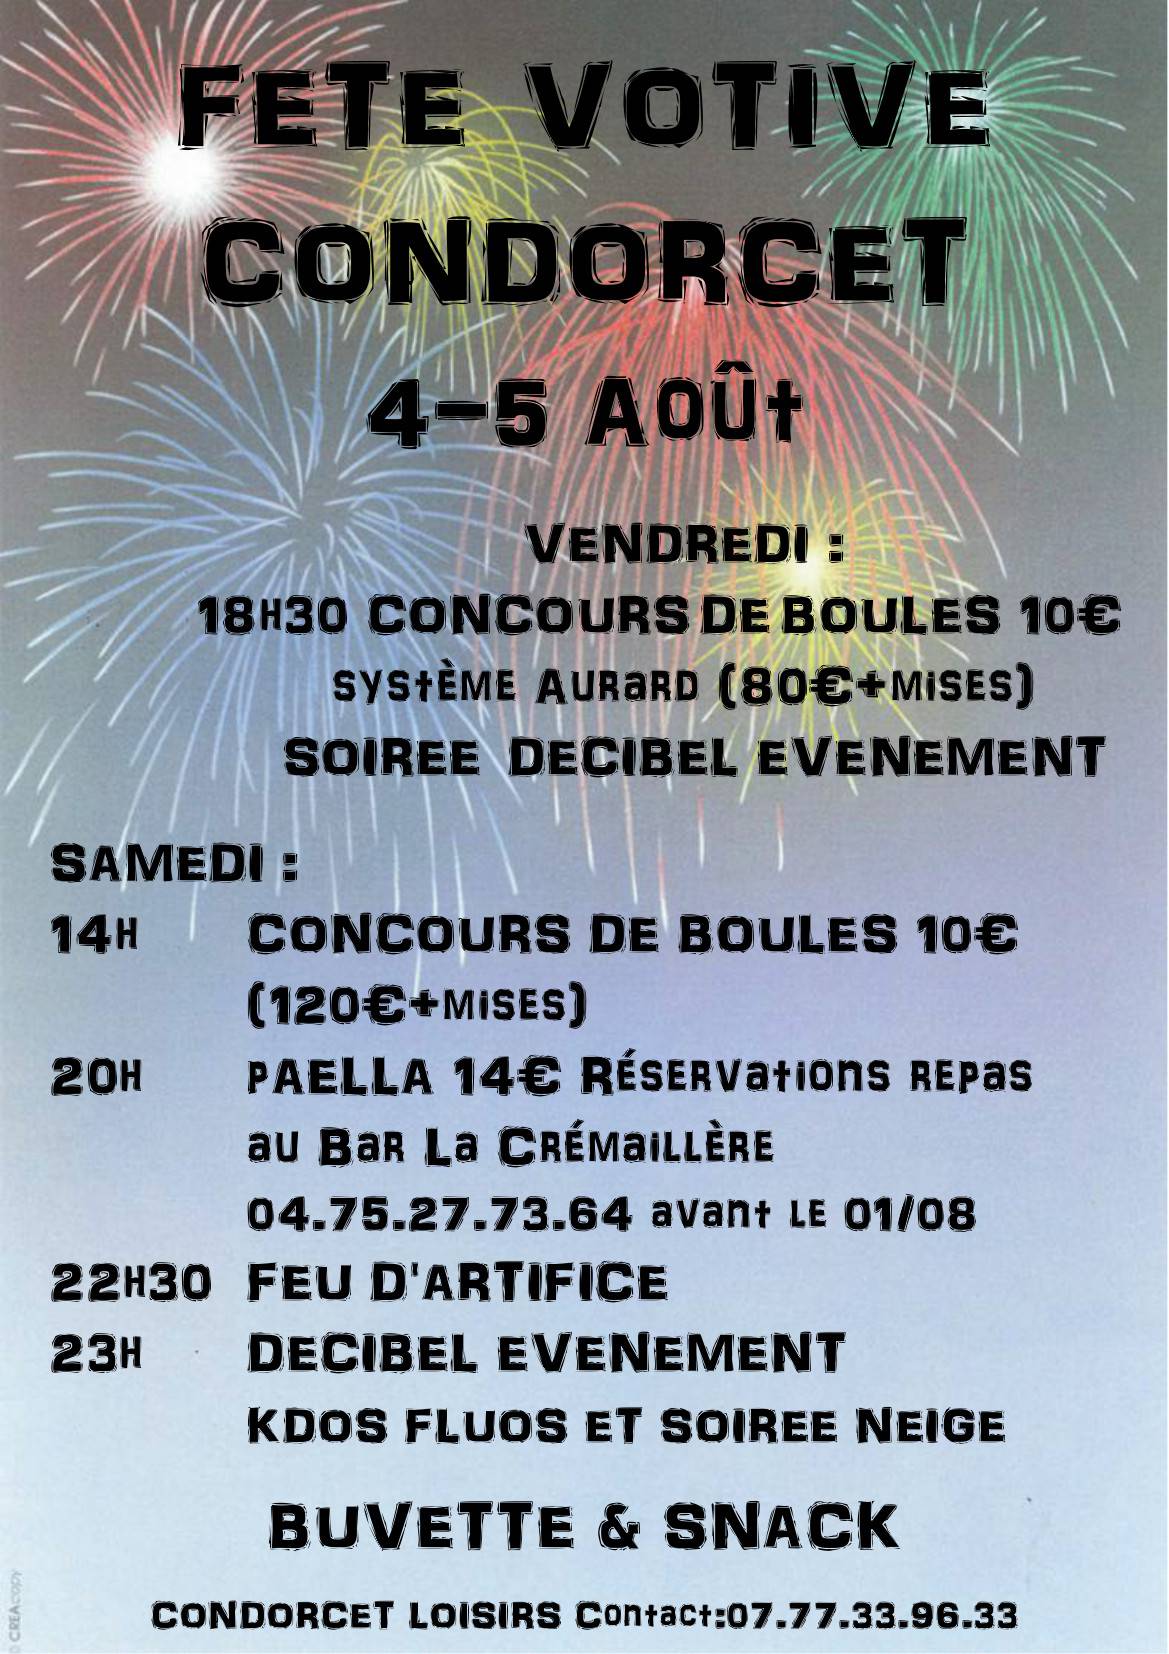 FETE VOTIVE
CONDORCET
4-5 AOÛt
VENDREDI :
18H30 CONCOURS DE BOULES 10€
SYStÈME AURaRD (80€+MiSES)
SOIREE DECIBEL EVENEMENT
SAMEDI :
14H CONCOURS DE BOULES 10€
(120€+MiSES)
20H PAELLA 14€ RÉSERVatiOnS REPaS
aU BaR La CRÉMaiLLÈRE
04.75.27.73.64 avant LE 01/08
22H30 FEU D'ARTIFICE
23H DECIBEL EVENEMENT
KDOS FLUOS ET SOIREE NEIGE
BUVETTE & SNACK
CONDORCET LOISIRS Contact:07.77.33.96.33
© CREAcopy